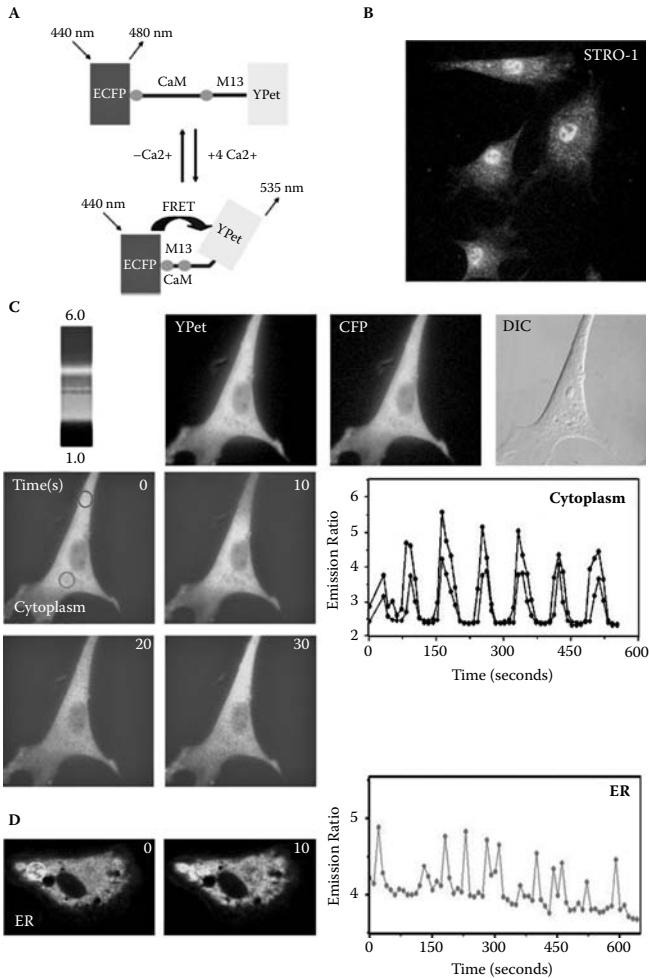 A
440 nm 480 nm
CaM M13
ECFP YPet
−Ca2+ +4 Ca2+
535 nm
440 nm FRET
YPet
M13
ECFP
CaM
B
STRO-1
C
6.0
1.0
YPet
CFP
DIC
Time(s) 0
Cytoplasm
10
20
30
Cytoplasm
Emission Ratio
6
5
4
3
2
0 150 300 450 600
Time (seconds)
D
0
ER
10
ER
Emission Ratio
5
4
0 150 300 450 600
Time (seconds)